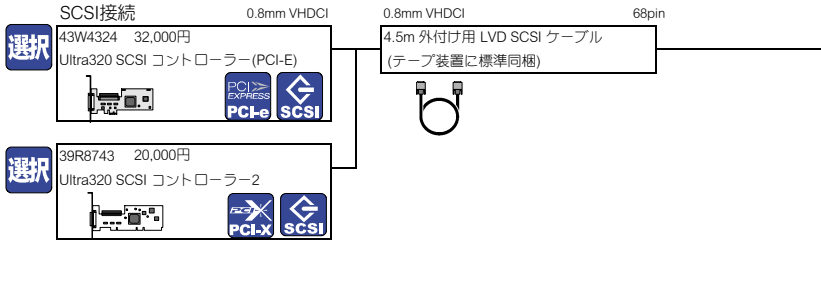 SCSI接続
0.8mm VHDCI
0.8mm VHDCI
68pin
選択
43W4324 32,000円
Ultra320 SCSI コントローラー(PCI-E)
PCI EXPRESS
PCI-e
SCSI
4.5m 外付け用 LVD SCSI ケーブル
(テープ装置に標準同梱)
選択
39R8743 20,000円
Ultra320 SCSI コントローラー2
PCI-X
PCI-X
SCSI